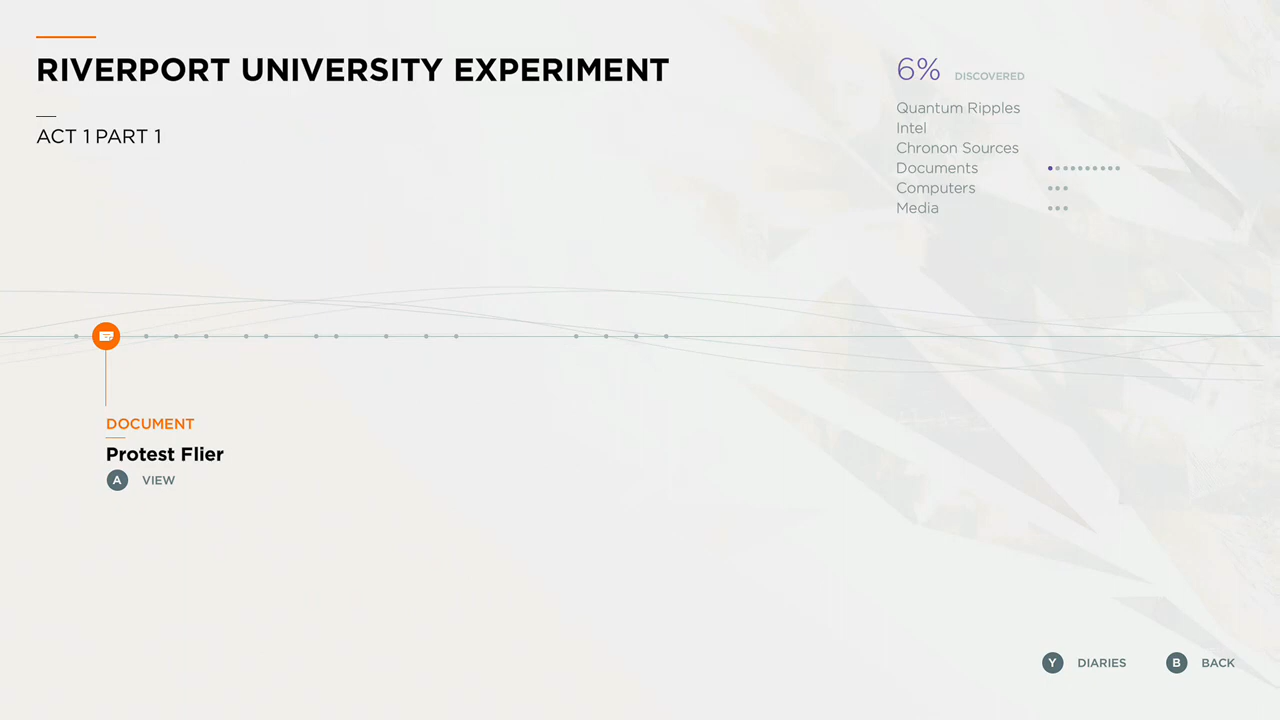 RIVERPORT UNIVERSITY EXPERIMENT
ACT 1 PART 1
6% DISCOVERED
Quantum Ripples
Intel
Chronon Sources
Documents
Computers
Media
DOCUMENT
Protest Flier
A VIEW
Y DIARIES B BACK